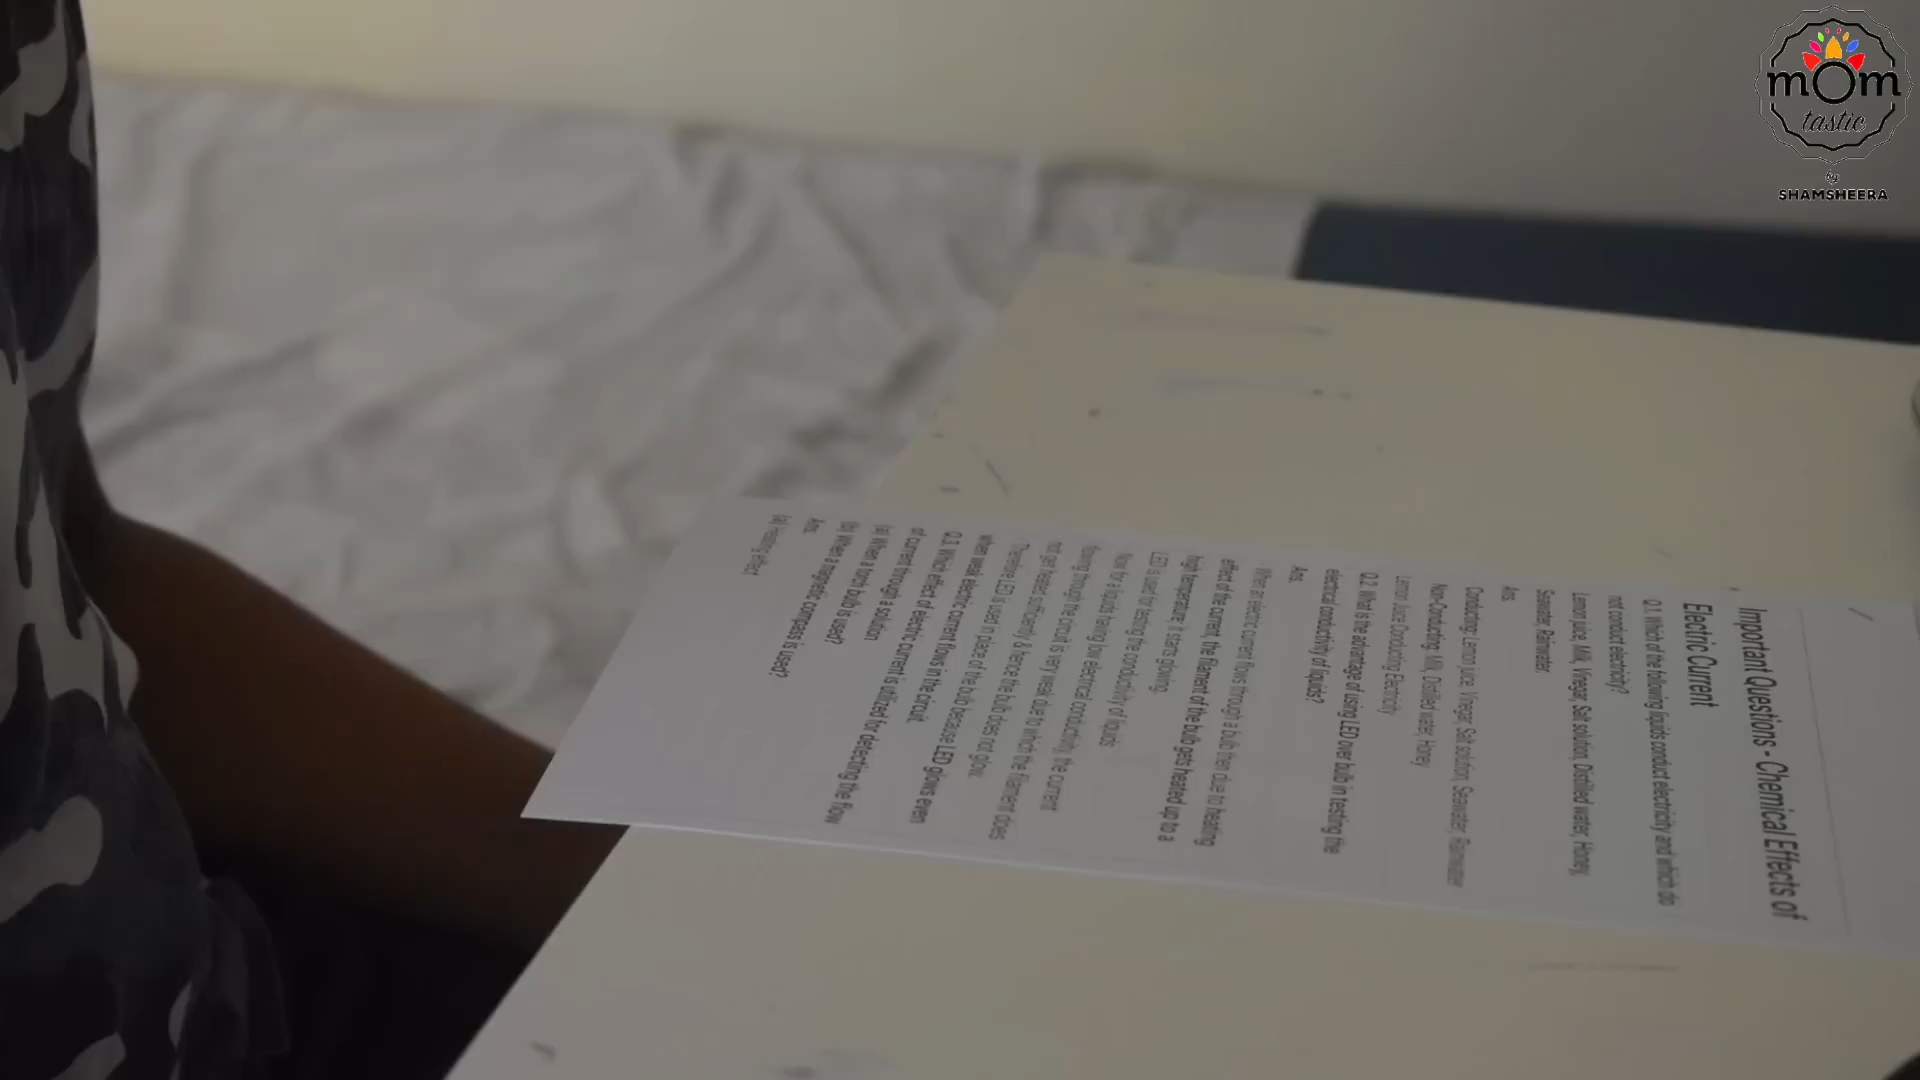 mOm
tastic
by
SHAMSHEERA
Important Questions - Chemical Effects of
Electric Current
Q.1. Which of the following liquids conduct electricity and which do
not conduct electricity?
Lemon juice, Milk, Vinegar, Salt solution, Distilled water, Honey,
Seawater, Rainwater.
Ans.
Conducting: Lemon juice, Vinegar, Salt solution, Seawater, Rainwater
Non-Conducting: Milk, Distilled water, Honey
Lemon Juice Conducting Electricity
Q.2. What is the advantage of using LED over bulb in testing the
electrical conductivity of liquids?
Ans.
When an electric current flows through a bulb then due to heating
effect of the current, the filament of the bulb gets heated up to a
high temperature; it starts glowing.
LED is used for testing the conductivity of liquids
Now for a liquids having low electrical conductivity, the current
flowing through the circuit is very weak due to which the filament does
not get heated sufficiently & hence the bulb does not glow.
Therefore LED is used in place of the bulb because LED glows even
when weak electric current flows in the circuit.
Q.3. Which effect of electric current is utilized for detecting the flow
of current through a solution
(a) When a torch bulb is used?
(b) When a magnetic compass is used?
Ans.
(a) Heating effect